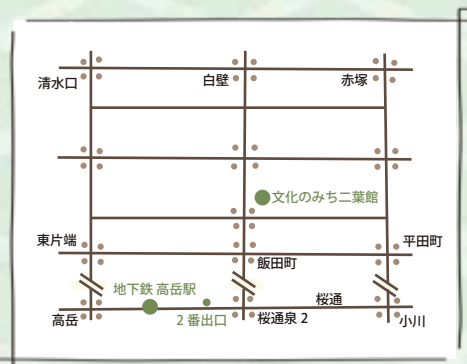 清水口
白壁
赤塚
文化のみち二葉館
東片端
平田町
飯田町
地下鉄 高岳駅
桜通
高岳
2 番出口
桜通泉 2
小川